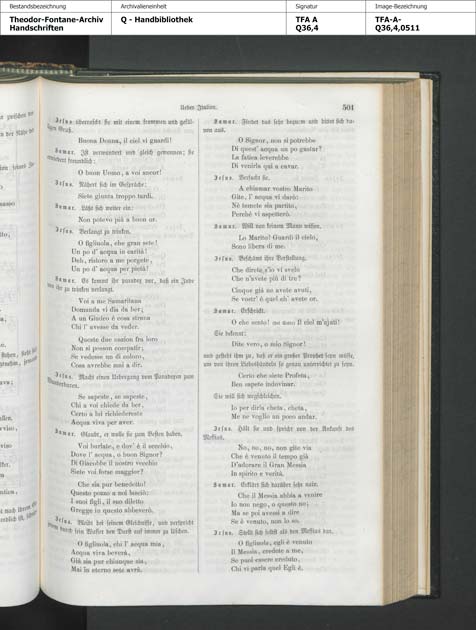 Bestandsbezeichnung
Archivalieneinheit
Signatur
Image-Bezeichnung
Theodor-Fontane-Archiv
Handschriften
Q - Handbibliothek
TFA A
Q36,4
TFA-A-
Q36,4,0511
Ueber Italien.
501
Jesus überrascht sie mit einem frommen und gefälligen Gruß.
Buona Donna, il ciel vi guardi!
Samar. Ist verwundert und gleich gewonnen; sie erwiedert freundlich:
O buon Uomo, a voi ancor!
Jesus. Nähert sich im Gespräche:
Siete giunta troppo tardi.
Samar. Läßt sich weiter ein:
Non potevo più a buon or.
Jesus. Verlangt zu trinken.
O figliuola, che gran sete!
Un po d' acqua in carità!
Deh, ristoro a me porgete,
Un po d' acqua per pietà!
Samar. Es kommt ihr paradox vor, daß ein Jude von ihr zu trinken verlangt.
Voi a me Samaritana
Domanda vi dia da ber;
A un Giudeo è cosa strana
Chi l' avesse da veder.
Queste due nazion fra loro
Non si posson compatir;
Se vedesse un di coloro,
Cosa avrebbe mai a dir.
Jesus. Macht einen Uebergang vom Paradoxen zum Wunderbaren.
Se sapeste, se sapeste,
Chi a voi chiede da ber,
Certo a lui richiedereste
Acqua viva per aver.
Samar. Glaubt, er wolle sie zum Besten haben.
Voi burlate, e dov' è il secchio,
Dove l' acqua, o buon Signor?
Di Giacobbe il nostro vecchio
Siete voi forse maggior?
Che sia pur benedetto!
Questo pozzo a noi lasciò:
I suoi figli, il suo diletto
Gregge in questo abbeverò.
Jesus. Bleibt bei seinem Gleichnisse, und verspricht jedem durch sein Wasser den Durst auf immer zu löschen.
O figliuola, chi l' acqua mia,
Acqua viva beverà,
Già sia pur chiunque sia,
Mai in eterno sete avrà.
Samar. Findet das sehr bequem und bittet sich davon aus.
O Signor, non si potrebbe
Di quest' acqua un po gustar?
La fatica leverebbe
Di venirla qui a cavar.
Jesus. Versucht sie.
A chiamar vostro Marito
Gite, l' acqua vi darò:
Nè temete sia partito,
Perchè vi aspetterò.
Samar. Will von keinem Mann wissen.
Io Marito! Guardi il cielo,
Sono libera di me.
Jesus. Beschämt ihre Verstellung.
Che direte s'io vi svelo
Che n'avete più di tre?
Cinque già ne avete avuti,
Se vostr' è quel ch' avete or.
Samar. Erschrickt.
O che sento! il Ciel m'ajuti!
Sie bekennt:
Dite vero, o mio Signor!
und gesteht ihm zu, daß er ein großer Prophet seyn müsse, um von ihren Liebeshändeln so genau unterrichtet zu seyn.
Certo che siete Profeta,
Ben sapete indovinar.
Sie will sich wegschleichen.
Io per dirla cheta, cheta,
Me ne voglio un poco andar.
Jesus. Hält sie und spricht von der Ankunft des Messias.
No, no, no, non gite via
Che è venuto il tempo già
D'adorare il Gran Messia
In spirito e verità.
Samar. Erklärt sich darüber sehr naiv.
Che il Messia abbia a venire
Io non nego, o questo no;
Ma se poi avessi a dire
Se è venuto, non lo so.
Jesus. Stellt sich selbst als den Messias dar.
O figliuola, egli è venuto
Il Messia, credete a me,
Se puol essere creduto,
Chi vi parla quel Egli è.